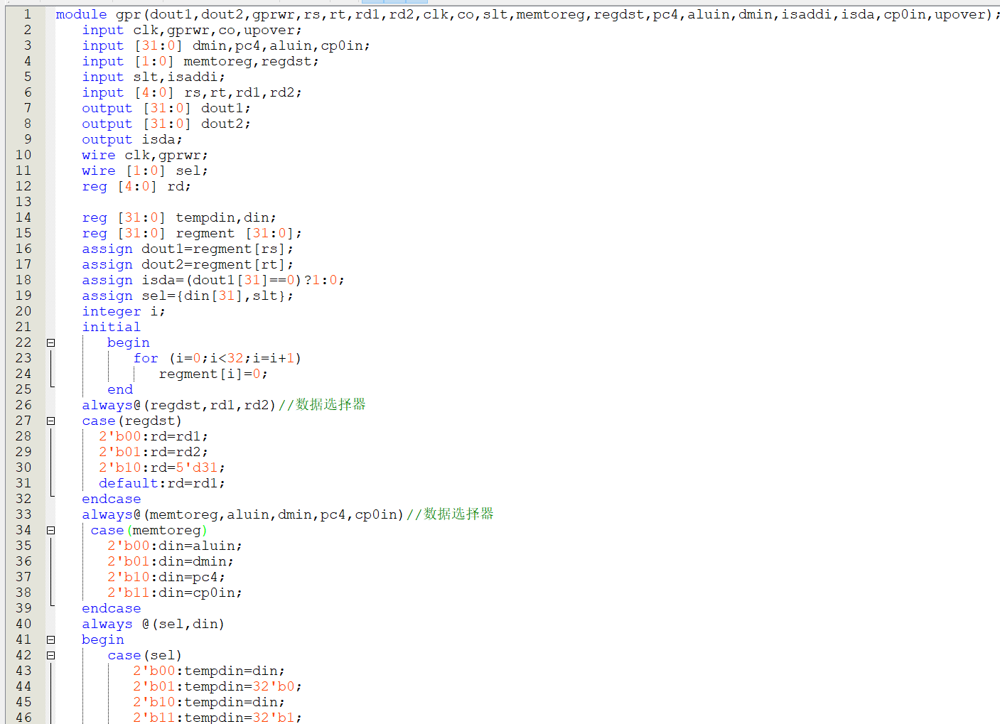 1 module gpr(dout1,dout2,gprwr,rs,rt,rd1,rd2,clk,co,slt,memtoreg,regdst,pc4,aluin,dmin,isaddi,isda,cp0in,upover);
2 input clk,gprwr,co,upover;
3 input [31:0] dmin,pc4,aluin,cp0in;
4 input [1:0] memtoreg,regdst;
5 input slt,isaddi;
6 input [4:0] rs,rt,rd1,rd2;
7 output [31:0] dout1;
8 output [31:0] dout2;
9 output isda;
10 wire clk,gprwr;
11 wire [1:0] sel;
12 reg [4:0] rd;
13
14 reg [31:0] tempdin,din;
15 reg [31:0] regment [31:0];
16 assign dout1=regment[rs];
17 assign dout2=regment[rt];
18 assign isda=(dout1[31]==0)?1:0;
19 assign sel={din[31],slt};
20 integer i;
21 initial
22 begin
23 for (i=0;i<32;i=i+1)
24 regment[i]=0;
25 end
26 always@(regdst,rd1,rd2)//数据选择器
27 case(regdst)
28 2'b00:rd=rd1;
29 2'b01:rd=rd2;
30 2'b10:rd=5'd31;
31 default:rd=rd1;
32 endcase
33 always@(memtoreg,aluin,dmin,pc4,cp0in)//数据选择器
34 case(memtoreg)
35 2'b00:din=aluin;
36 2'b01:din=dmin;
37 2'b10:din=pc4;
38 2'b11:din=cp0in;
39 endcase
40 always @(sel,din)
41 begin
42 case(sel)
43 2'b00:tempdin=din;
44 2'b01:tempdin=32'b0;
45 2'b10:tempdin=din;
46 2'b11:tempdin=32'b1;